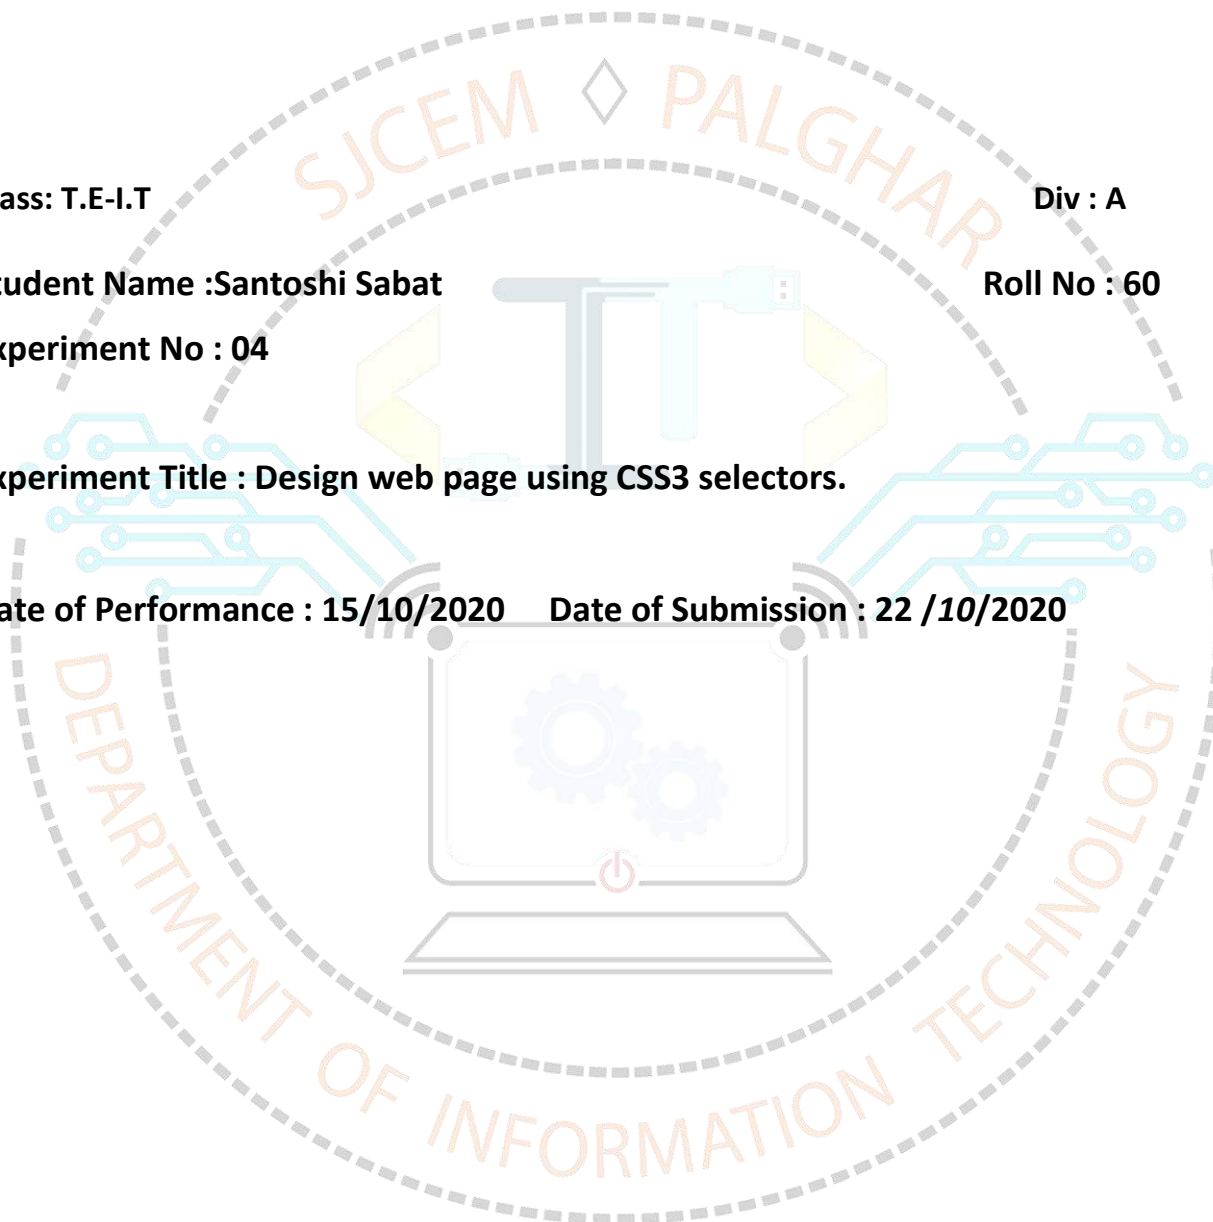 SJCEM ◊ PALGHAR
ass: T.E-I.T Div : A
tudent Name :Santoshi Sabat Roll No : 60
xperiment No : 04
xperiment Title : Design web page using CSS3 selectors.
ate of Performance : 15/10/2020 Date of Submission : 22 /10/2020
DEPARTMENT OF INFORMATION TECHNOLOGY